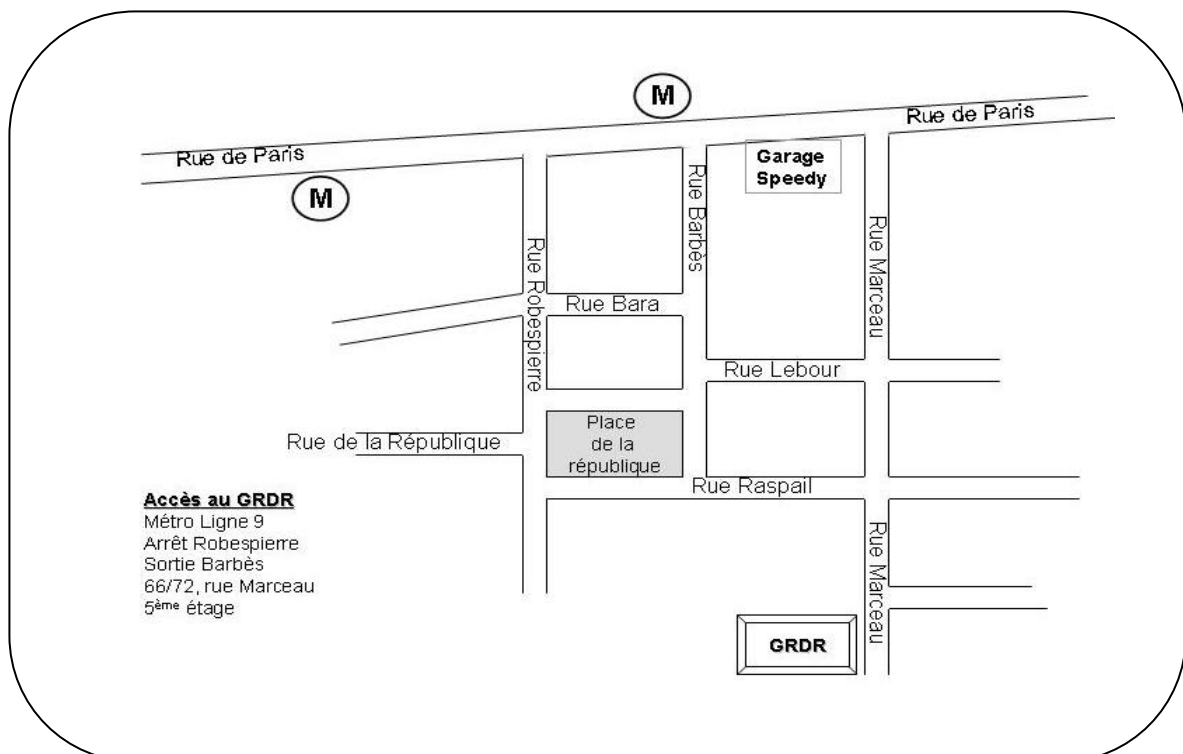 M
Rue de Paris
Rue de Paris
M
Garage
Speedy
Rue Barbès
Rue Robespierre
Rue Marceau
Rue Bara
Rue Lebour
Place
de la
république
Rue de la République
Rue Raspail
Accès au GRDR
Métro Ligne 9
Arrêt Robespierre
Sortie Barbès
66/72, rue Marceau
5ème étage
Rue Marceau
GRDR